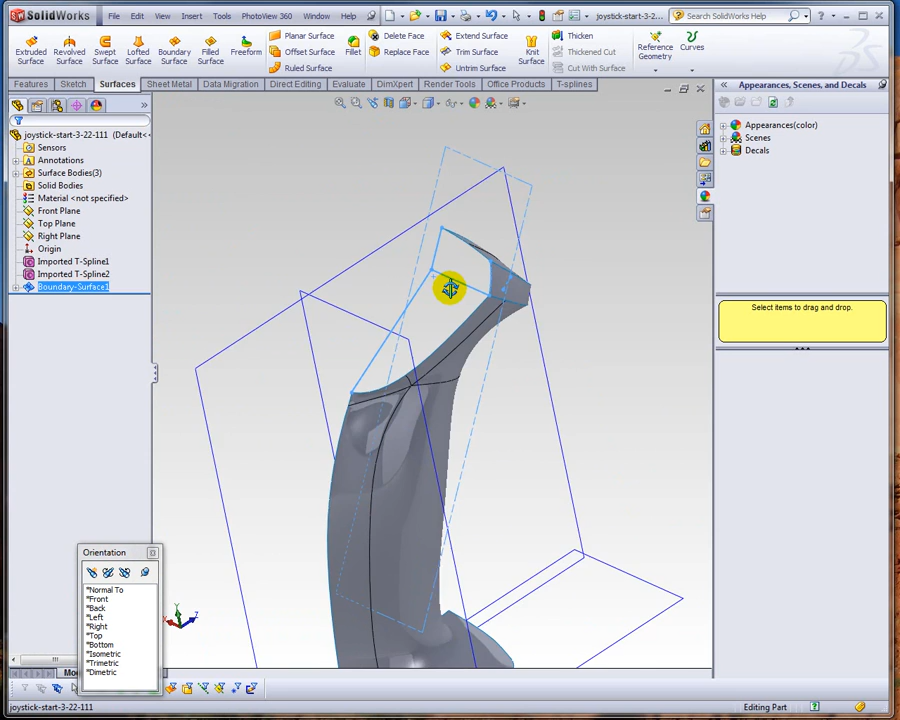 SolidWorks File Edit View Insert Tools PhotoView 360 Window Help joystick-start-3-22-111 (... Search SolidWorks Help
Extruded Surface
Revolved Surface
Swept Surface
Lofted Surface
Boundary Surface
Filled Surface
Freeform
Planar Surface
Offset Surface
Ruled Surface
Fillet
Delete Face
Replace Face
Extend Surface
Trim Surface
Untrim Surface
Knit Surface
Thicken
Thickened Cut
Cut With Surface
Reference Geometry
Curves
Features Sketch Surfaces Sheet Metal Data Migration Direct Editing Evaluate DimXpert Render Tools Office Products T-splines
joystick-start-3-22-111 (Default<
Sensors
Annotations
Surface Bodies(3)
Solid Bodies
Material <not specified>
Front Plane
Top Plane
Right Plane
Origin
Imported T-Spline1
Imported T-Spline2
Boundary-Surface1
Appearances, Scenes, and Decals
Appearances(color)
Scenes
Decals
Select items to drag and drop.
Orientation
*Normal To
*Front
*Back
*Left
*Right
*Top
*Bottom
*Isometric
*Trimetric
*Dimetric
Y
Z
joystick-start-3-22-111
Editing Part